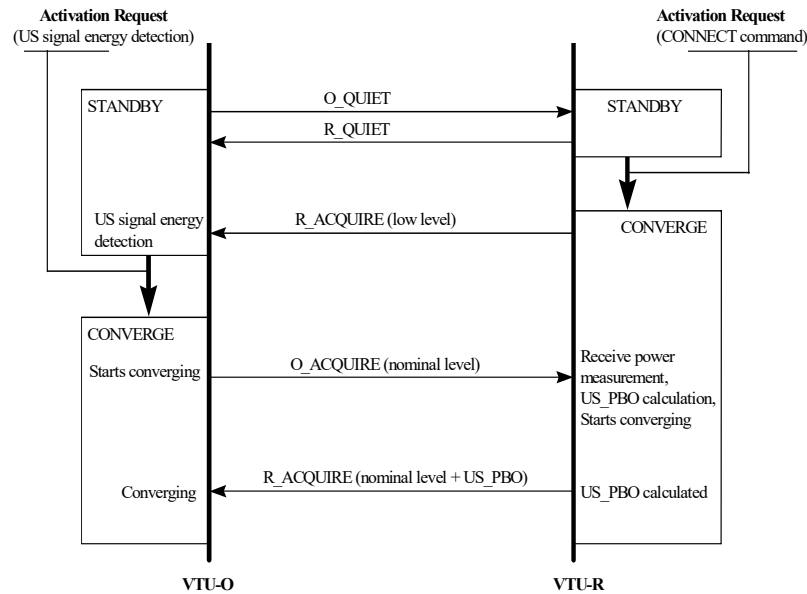 Activation Request
(US signal energy detection)
Activation Request
(CONNECT command)
STANDBY
O_QUIET
STANDBY
R_QUIET
US signal energy
detection
R_ACQUIRE (low level)
CONVERGE
CONVERGE
Starts converging
O_ACQUIRE (nominal level)
Receive power
measurement,
US_PBO calculation,
Starts converging
Converging
R_ACQUIRE (nominal level + US_PBO)
US_PBO calculated
VTU-O
VTU-R